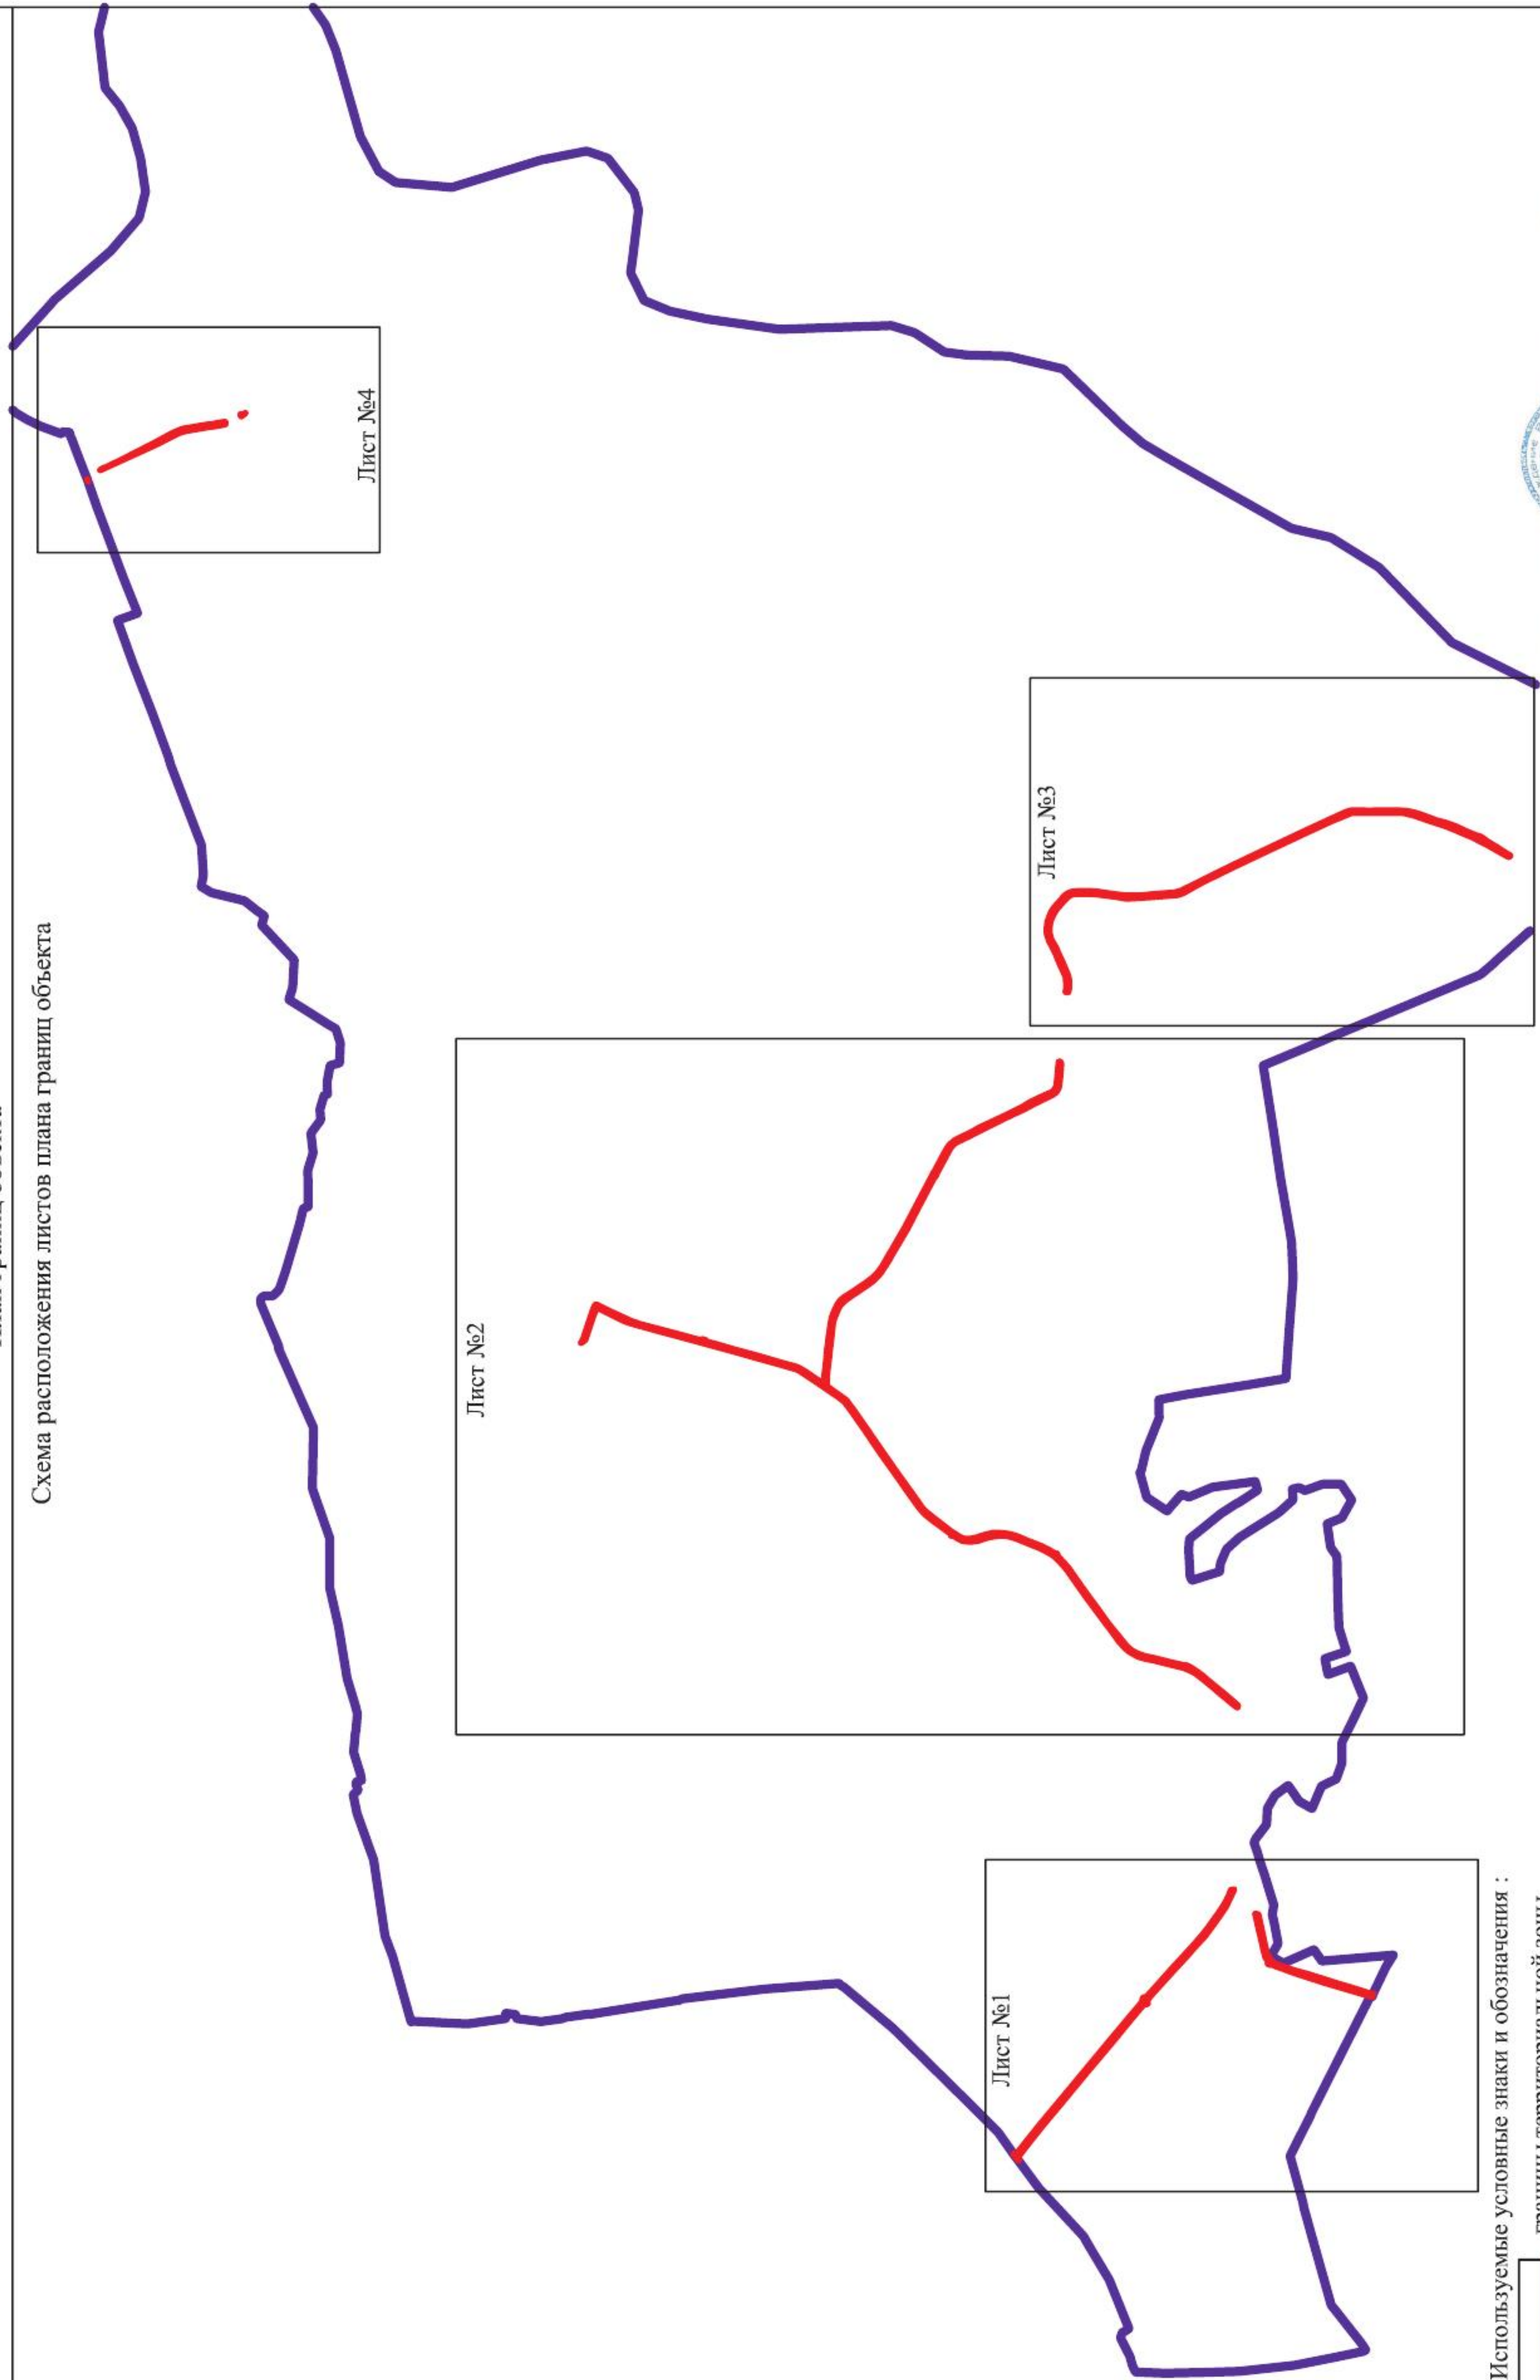 Схема расположения листов плана границ объекта
Лист №4
Лист №3
Лист №2
Лист №1
Используемые условные знаки и обозначения :